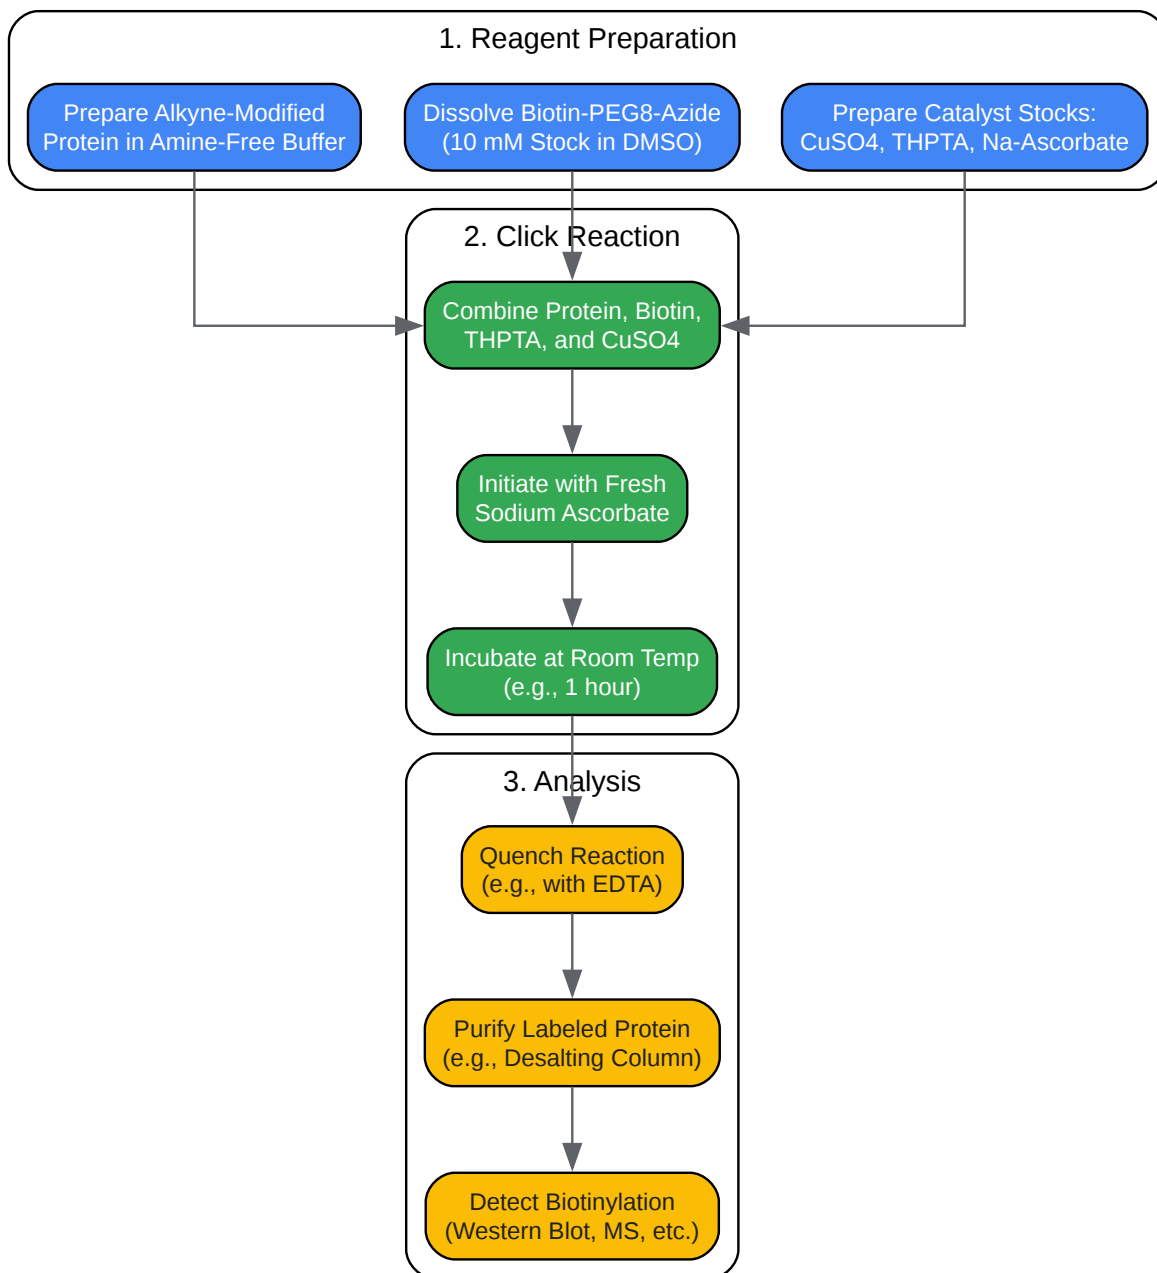 1. Reagent Preparation
Prepare Alkyne-Modified
Protein in Amine-Free Buffer
Dissolve Biotin-PEG8-Azide
(10 mM Stock in DMSO)
Prepare Catalyst Stocks:
CuSO4, THPTA, Na-Ascorbate
2. Click Reaction
Combine Protein, Biotin,
THPTA, and CuSO4
Initiate with Fresh
Sodium Ascorbate
Incubate at Room Temp
(e.g., 1 hour)
3. Analysis
Quench Reaction
(e.g., with EDTA)
Purify Labeled Protein
(e.g., Desalting Column)
Detect Biotinylation
(Western Blot, MS, etc.)